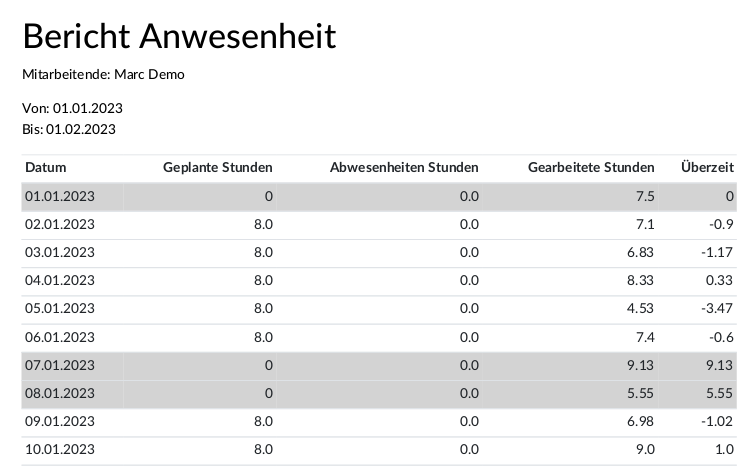 Bericht Anwesenheit
Mitarbeitende: Marc Demo
Von: 01.01.2023
Bis: 01.02.2023
Datum Geplante Stunden Abwesenheiten Stunden Gearbeitete Stunden Überzeit
01.01.2023 0 0.0 7.5 0
02.01.2023 8.0 0.0 7.1 -0.9
03.01.2023 8.0 0.0 6.83 -1.17
04.01.2023 8.0 0.0 8.33 0.33
05.01.2023 8.0 0.0 4.53 -3.47
06.01.2023 8.0 0.0 7.4 -0.6
07.01.2023 0 0.0 9.13 9.13
08.01.2023 0 0.0 5.55 5.55
09.01.2023 8.0 0.0 6.98 -1.02
10.01.2023 8.0 0.0 9.0 1.0